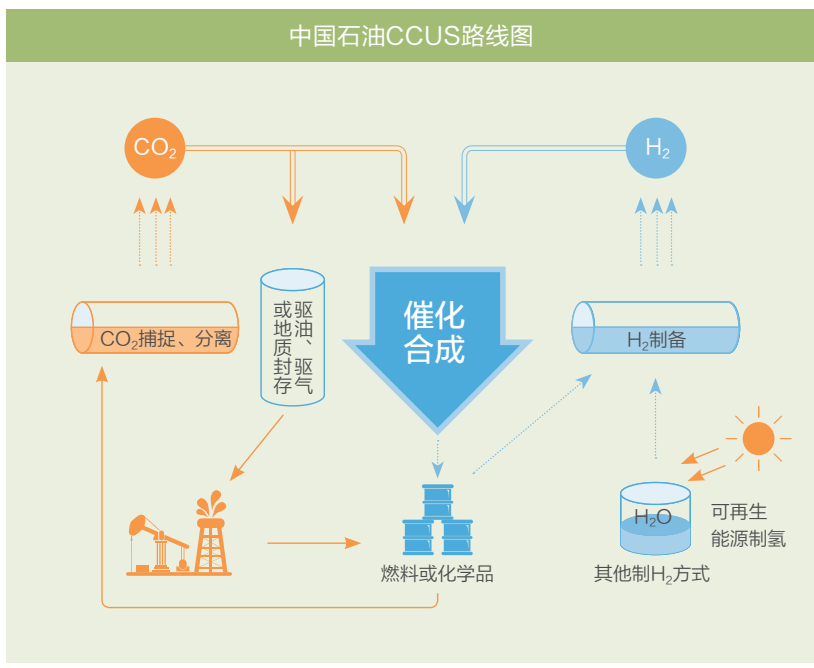 中国石油CCUS路线图
CO₂
H₂
CO₂捕捉、分离
驱油、驱气
或地质封存
催化
合成
H₂制备
H₂O
可再生
能源制氢
燃料或化学品
其他制H₂方式